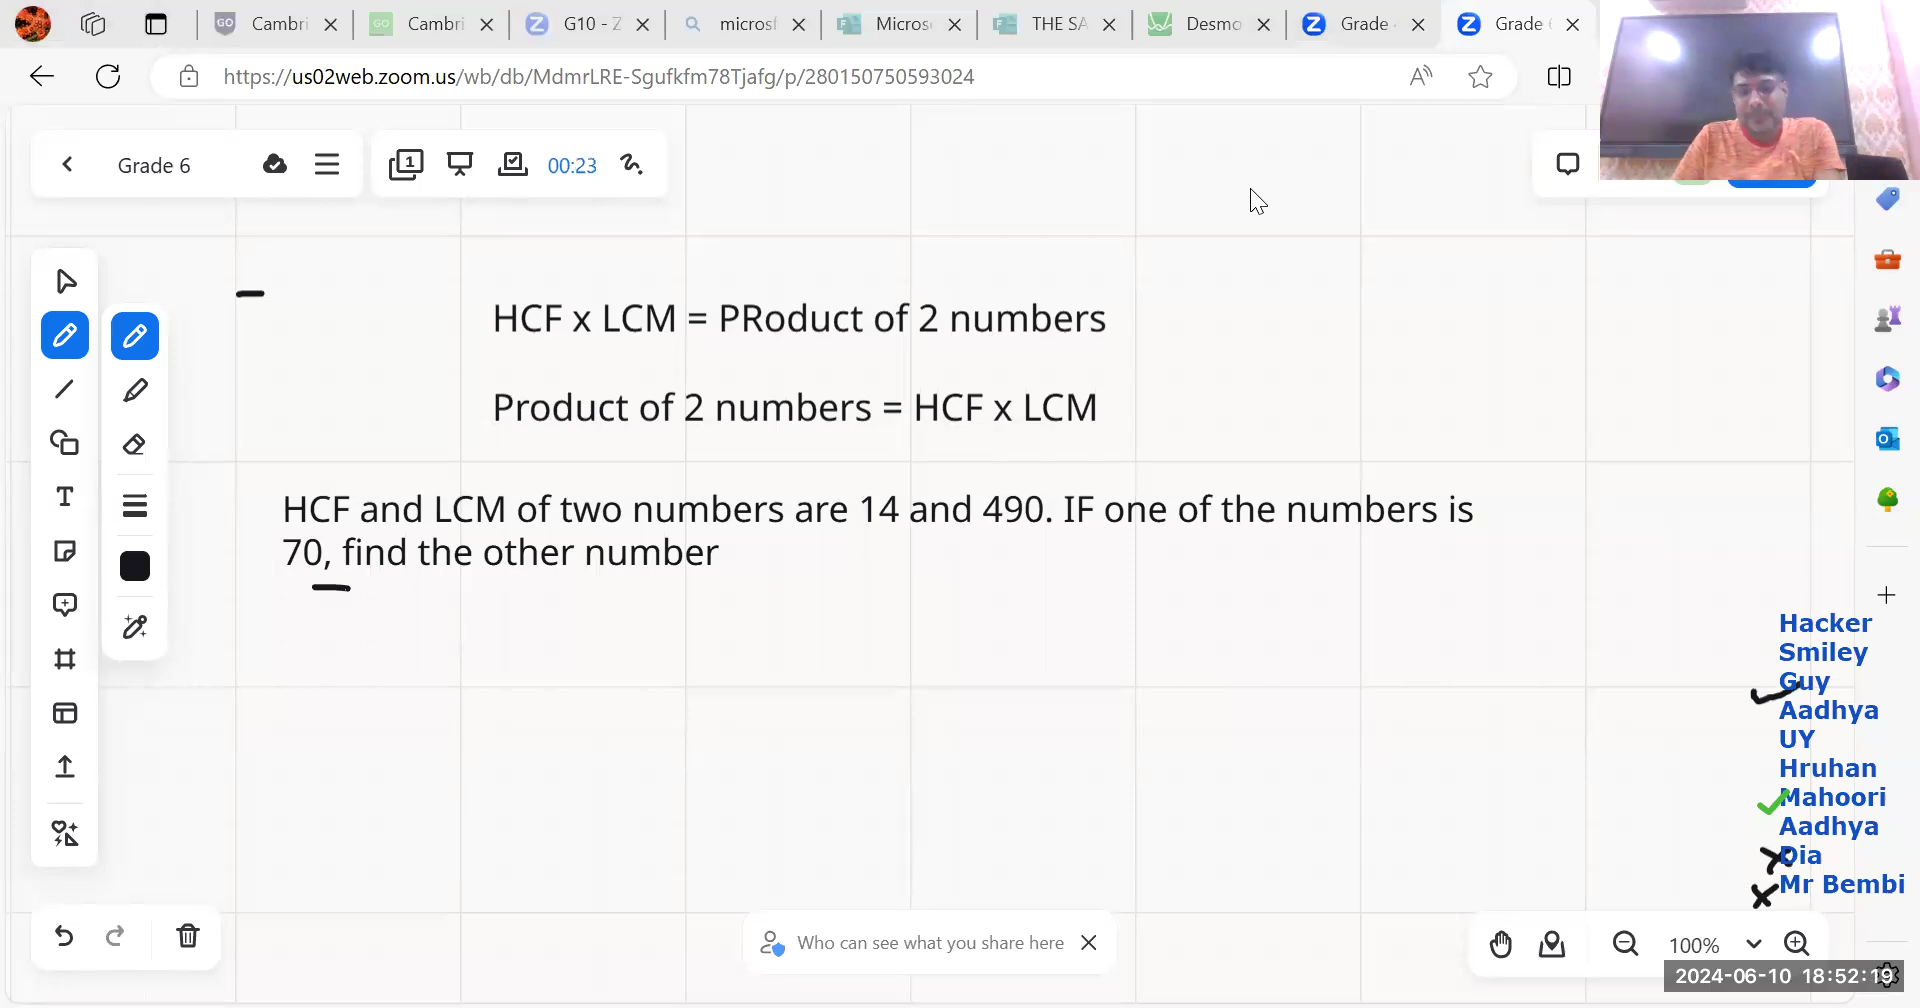 Cambri
Cambri
G10 - Z
microsf
Micros
THE SA
Desmo
Grade
Grade
https://us02web.zoom.us/wb/db/MdmrLRE-Sgufkfm78Tjafg/p/280150750593024
Grade 6
1
00:23
HCF x LCM = PRoduct of 2 numbers
Product of 2 numbers = HCF x LCM
HCF and LCM of two numbers are 14 and 490. IF one of the numbers is
70, find the other number
Hacker
Smiley
Guy
Aadhya
UY
Hruhan
Mahoori
Aadhya
Dia
Mr Bembi
Who can see what you share here
100%
2024-06-10 18:52:19